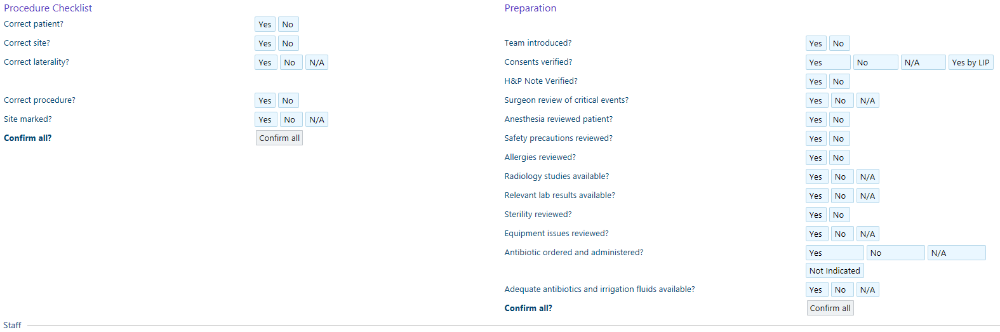 Procedure Checklist
Correct patient? Yes No
Correct site? Yes No
Correct laterality? Yes No N/A
Correct procedure? Yes No
Site marked? Yes No N/A
Confirm all? Confirm all
Preparation
Team introduced? Yes No
Consents verified? Yes No N/A Yes by LIP
H&P Note Verified? Yes No
Surgeon review of critical events? Yes No N/A
Anesthesia reviewed patient? Yes No
Safety precautions reviewed? Yes No
Allergies reviewed? Yes No
Radiology studies available? Yes No N/A
Relevant lab results available? Yes No N/A
Sterility reviewed? Yes No
Equipment issues reviewed? Yes No N/A
Antibiotic ordered and administered? Yes No N/A
Not Indicated
Adequate antibiotics and irrigation fluids available? Yes No N/A
Confirm all? Confirm all
Staff